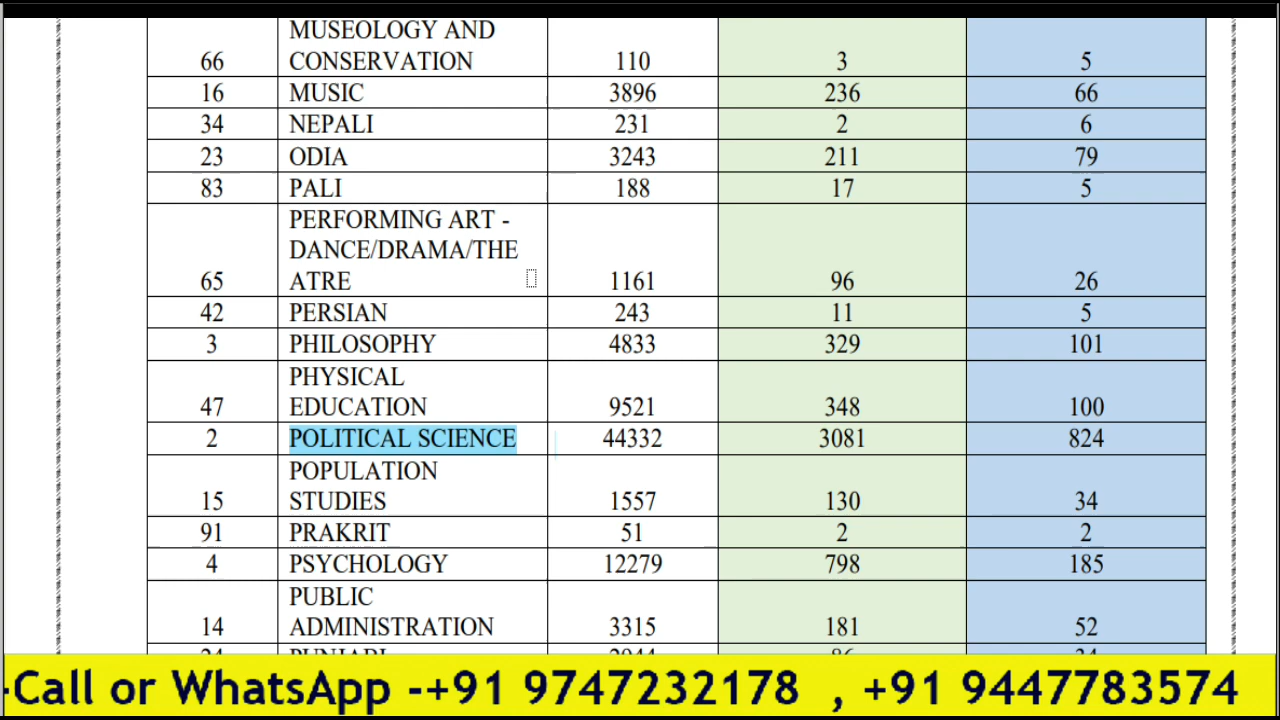 MUSEOLOGY AND
66 CONSERVATION 110 3 5
16 MUSIC 3896 236 66
34 NEPALI 231 2 6
23 ODIA 3243 211 79
83 PALI 188 17 5
PERFORMING ART -
DANCE/DRAMA/THE
65 ATRE 1161 96 26
42 PERSIAN 243 11 5
3 PHILOSOPHY 4833 329 101
PHYSICAL
47 EDUCATION 9521 348 100
2 POLITICAL SCIENCE 44332 3081 824
POPULATION
15 STUDIES 1557 130 34
91 PRAKRIT 51 2 2
4 PSYCHOLOGY 12279 798 185
PUBLIC
14 ADMINISTRATION 3315 181 52
-Call or WhatsApp -+91 9747232178 , +91 9447783574